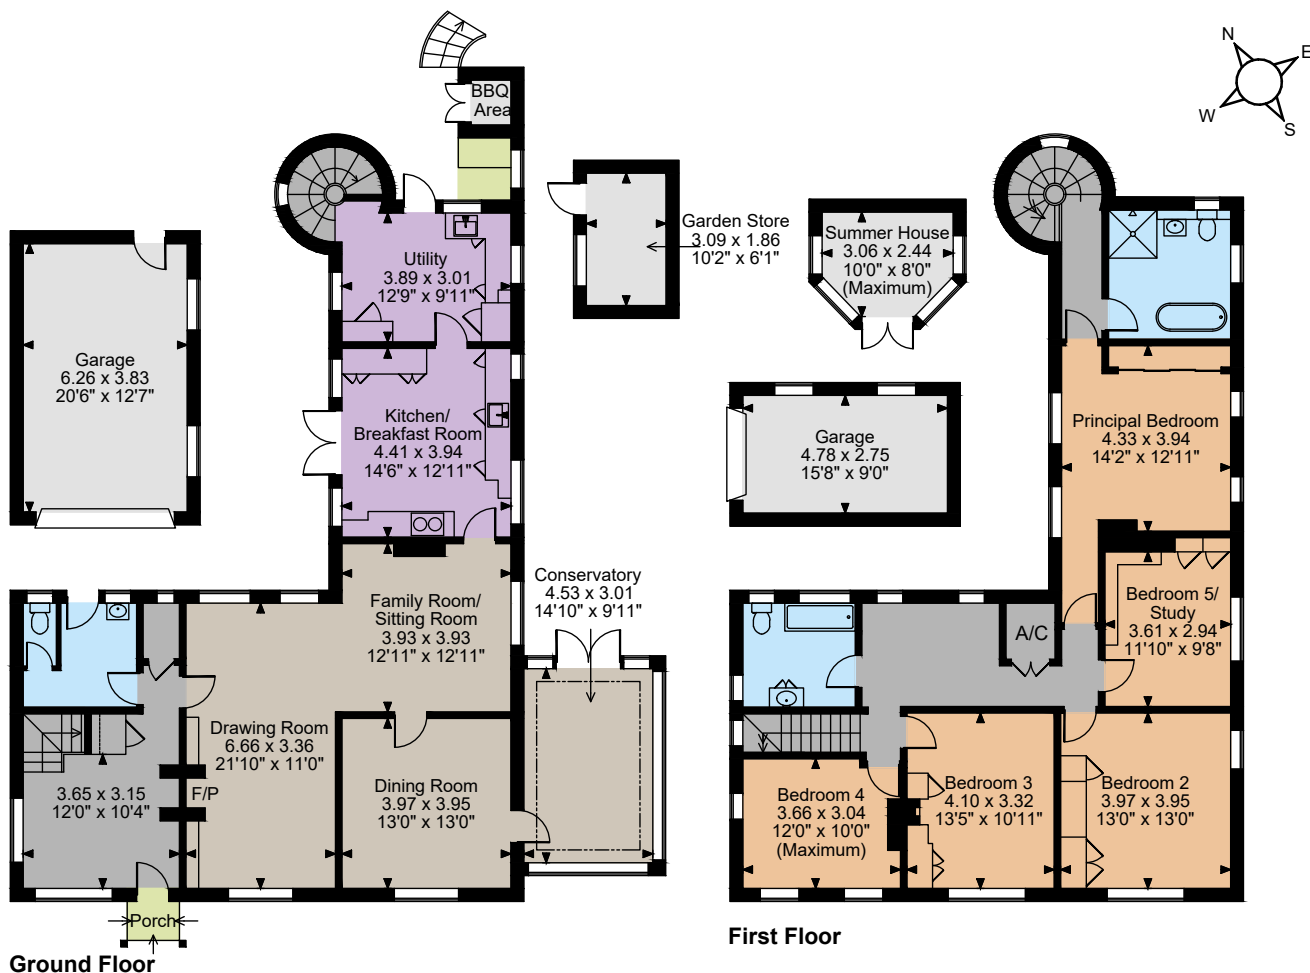 N
E
W
S
BBQ
Area
Garden Store
3.09 x 1.86
10'2" x 6'1"
Summer House
3.06 x 2.44
10'0" x 8'0"
(Maximum)
Utility
3.89 x 3.01
12'9" x 9'11"
Garage
6.26 x 3.83
20'6" x 12'7"
Kitchen/
Breakfast Room
4.41 x 3.94
14'6" x 12'11"
Garage
4.78 x 2.75
15'8" x 9'0"
Principal Bedroom
4.33 x 3.94
14'2" x 12'11"
Conservatory
4.53 x 3.01
14'10" x 9'11"
Family Room/
Sitting Room
3.93 x 3.93
12'11" x 12'11"
Bedroom 5/
Study
3.61 x 2.94
11'10" x 9'8"
A/C
Drawing Room
6.66 x 3.36
21'10" x 11'0"
F/P
3.65 x 3.15
12'0" x 10'4"
Dining Room
3.97 x 3.95
13'0" x 13'0"
Bedroom 4
3.66 x 3.04
12'0" x 10'0"
(Maximum)
Bedroom 3
4.10 x 3.32
13'5" x 10'11"
Bedroom 2
3.97 x 3.95
13'0" x 13'0"
Porch
Ground Floor
First Floor